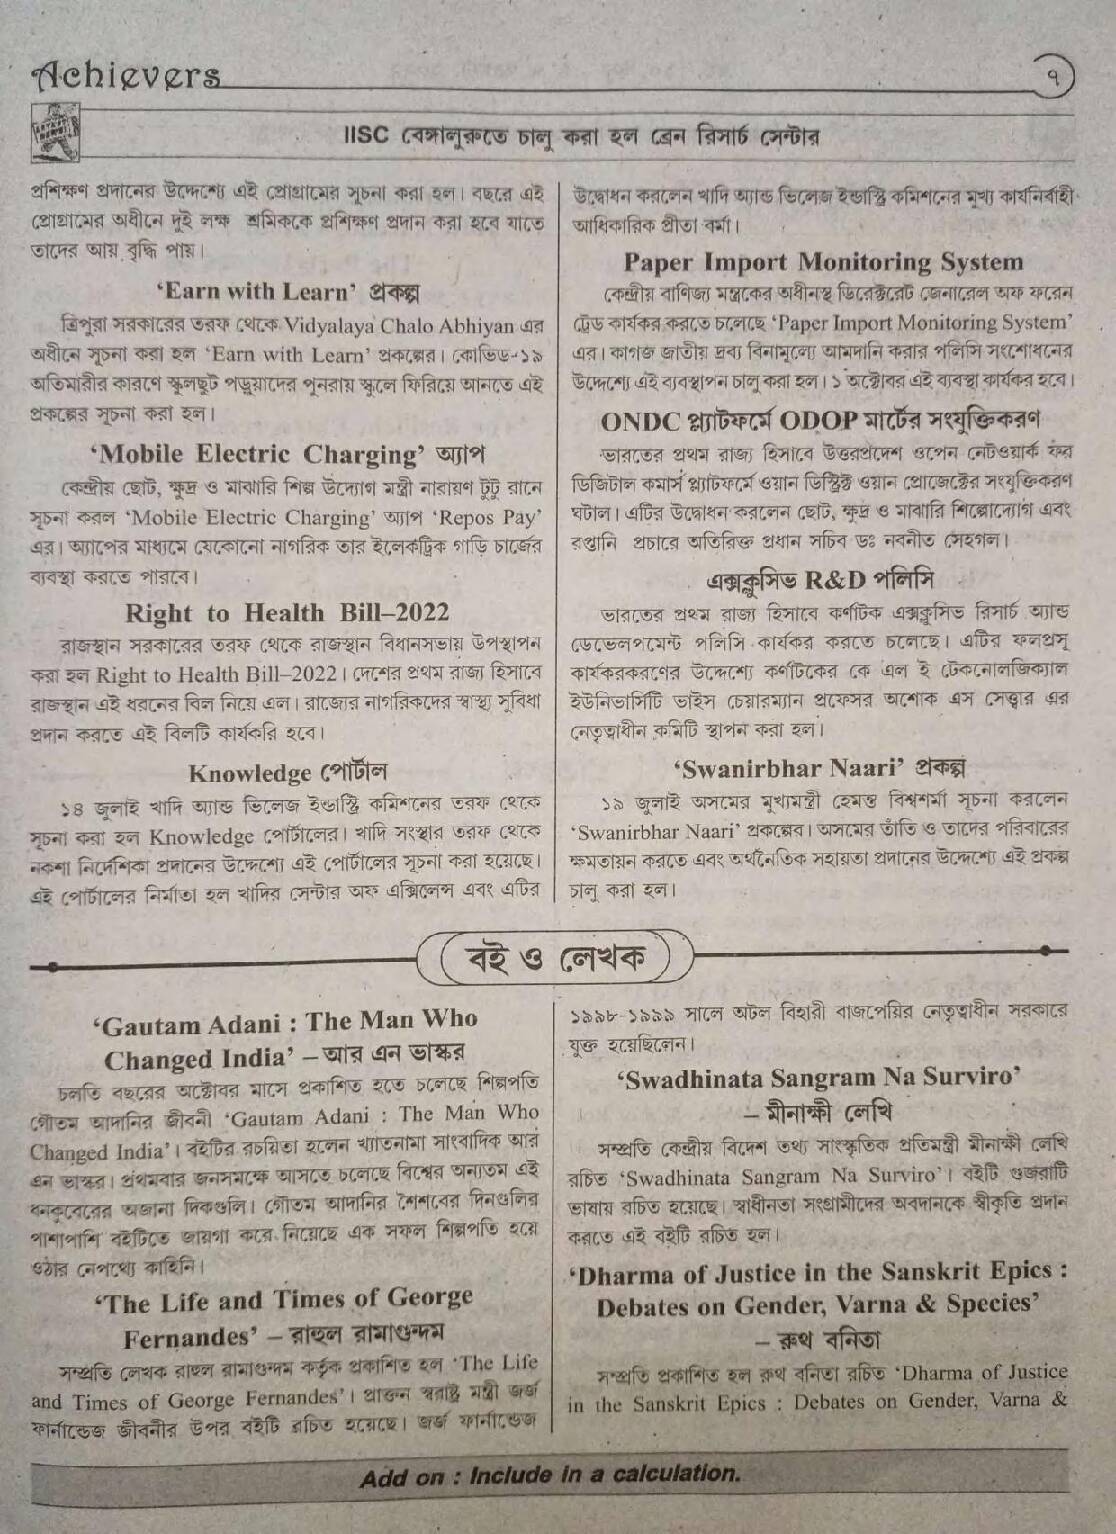 Achievers
৭
IISC বেঙ্গালুরুতে চালু করা হল ব্রেন রিসার্চ সেন্টার
প্রশিক্ষণ প্রদানের উদ্দেশ্যে এই প্রোগ্রামের সূচনা করা হল। বছরে এই
প্রোগ্রামের অধীনে দুই লক্ষ শ্রমিককে প্রশিক্ষণ প্রদান করা হবে যাতে
তাদের আয় বৃদ্ধি পায়।
‘Earn with Learn’ প্রকল্প
ত্রিপুরা সরকারের তরফ থেকে Vidyalaya Chalo Abhiyan এর
অধীনে সূচনা করা হল ‘Earn with Learn’ প্রকল্পের। কোভিড-১৯
অতিমারীর কারণে স্কুলছুট পড়ুয়াদের পুনরায় স্কুলে ফিরিয়ে আনতে এই
প্রকল্পের সূচনা করা হল।
‘Mobile Electric Charging’ অ্যাপ
কেন্দ্রীয় ছোট, ক্ষুদ্র ও মাঝারি শিল্প উদ্যোগ মন্ত্রী নারায়ণ টুটু রানে
সূচনা করল ‘Mobile Electric Charging’ অ্যাপ ‘Repos Pay’
এর। অ্যাপের মাধ্যমে যেকোনো নাগরিক তার ইলেকট্রিক গাড়ি চার্জের
ব্যবস্থা করতে পারবে।
Right to Health Bill–2022
রাজস্থান সরকারের তরফ থেকে রাজস্থান বিধানসভায় উপস্থাপন
করা হল Right to Health Bill–2022। দেশের প্রথম রাজ্য হিসাবে
রাজস্থান এই ধরনের বিল নিয়ে এল। রাজ্যের নাগরিকদের স্বাস্থ্য সুবিধা
প্রদান করতে এই বিলটি কার্যকরি হবে।
Knowledge পোর্টাল
১৪ জুলাই খাদি অ্যান্ড ভিলেজ ইন্ডাস্ট্রি কমিশনের তরফ থেকে
সূচনা করা হল Knowledge পোর্টালের। খাদি সংস্থার তরফ থেকে
নকশা নির্দেশিকা প্রদানের উদ্দেশ্যে এই পোর্টালের সূচনা করা হয়েছে।
এই পোর্টালের নির্মাতা হল খাদির সেন্টার অফ এক্সিলেন্স এবং এটির
উদ্বোধন করলেন খাদি অ্যান্ড ভিলেজ ইন্ডাস্ট্রি কমিশনের মুখ্য কার্যনির্বাহী
আধিকারিক প্রীতা বর্মা।
Paper Import Monitoring System
কেন্দ্রীয় বাণিজ্য মন্ত্রকের অধীনস্থ ডিরেক্টরেট জেনারেল অফ ফরেন
ট্রেড কার্যকর করতে চলেছে ‘Paper Import Monitoring System’
এর। কাগজ জাতীয় দ্রব্য বিনামূল্যে আমদানি করার পলিসি সংশোধনের
উদ্দেশ্যে এই ব্যবস্থাপন চালু করা হল। ১ অক্টোবর এই ব্যবস্থা কার্যকর হবে।
ONDC প্ল্যাটফর্মে ODOP মার্টের সংযুক্তিকরণ
ভারতের প্রথম রাজ্য হিসাবে উত্তরপ্রদেশ ওপেন নেটওয়ার্ক ফর
ডিজিটাল কমার্স প্ল্যাটফর্মে ওয়ান ডিস্ট্রিক্ট ওয়ান প্রোজেক্টের সংযুক্তিকরণ
ঘটাল। এটির উদ্বোধন করলেন ছোট, ক্ষুদ্র ও মাঝারি শিল্পোদ্যোগ এবং
রপ্তানি প্রচারে অতিরিক্ত প্রধান সচিব ডঃ নবনীত সেহগল।
এক্সক্লুসিভ R&D পলিসি
ভারতের প্রথম রাজ্য হিসাবে কর্ণাটক এক্সক্লুসিভ রিসার্চ অ্যান্ড
ডেভেলপমেন্ট পলিসি কার্যকর করতে চলেছে। এটির ফলপ্রসূ
কার্যকরকরণের উদ্দেশ্যে কর্ণাটকের কে এল ই টেকনোলজিক্যাল
ইউনিভার্সিটি ভাইস চেয়ারম্যান প্রফেসর অশোক এস সেত্তার এর
নেতৃত্বাধীন কমিটি স্থাপন করা হল।
‘Swanirbhar Naari’ প্রকল্প
১৯ জুলাই অসমের মুখ্যমন্ত্রী হেমন্ত বিশ্বশর্মা সূচনা করলেন
‘Swanirbhar Naari’ প্রকল্পের। অসমের তাঁতি ও তাদের পরিবারের
ক্ষমতায়ন করতে এবং অর্থনৈতিক সহায়তা প্রদানের উদ্দেশ্যে এই প্রকল্প
চালু করা হল।
বই ও লেখক
‘Gautam Adani : The Man Who
Changed India’ – আর এন ভাস্কর
চলতি বছরের অক্টোবর মাসে প্রকাশিত হতে চলেছে শিল্পপতি
গৌতম আদানির জীবনী ‘Gautam Adani : The Man Who
Changed India’। বইটির রচয়িতা হলেন খ্যাতনামা সাংবাদিক আর
এন ভাস্কর। প্রথমবার জনসমক্ষে আসতে চলেছে বিশ্বের অন্যতম এই
ধনকুবেরের অজানা দিকগুলি। গৌতম আদানির শৈশবের দিনগুলির
পাশাপাশি বইটিতে জায়গা করে নিয়েছে এক সফল শিল্পপতি হয়ে
ওঠার নেপথ্যে কাহিনি।
‘The Life and Times of George
Fernandes’ – রাহুল রামাগুন্দম
সম্প্রতি লেখক রাহুল রামাগুন্দম কর্তৃক প্রকাশিত হল ‘The Life
and Times of George Fernandes’। প্রাক্তন স্বরাষ্ট্র মন্ত্রী জর্জ
ফার্নান্ডেজ জীবনীর উপর বইটি রচিত হয়েছে। জর্জ ফার্নান্ডেজ
১৯৯৮-১৯৯৯ সালে অটল বিহারী বাজপেয়ির নেতৃত্বাধীন সরকারে
যুক্ত হয়েছিলেন।
‘Swadhinata Sangram Na Surviro’
– মীনাক্ষী লেখি
সম্প্রতি কেন্দ্রীয় বিদেশ তথ্য সাংস্কৃতিক প্রতিমন্ত্রী মীনাক্ষী লেখি
রচিত ‘Swadhinata Sangram Na Surviro’। বইটি গুজরাটি
ভাষায় রচিত হয়েছে। স্বাধীনতা সংগ্রামীদের অবদানকে স্বীকৃতি প্রদান
করতে এই বইটি রচিত হল।
‘Dharma of Justice in the Sanskrit Epics :
Debates on Gender, Varna & Species’
– রুথ বনিতা
সম্প্রতি প্রকাশিত হল রুথ বনিতা রচিত ‘Dharma of Justice
in the Sanskrit Epics : Debates on Gender, Varna &
Add on : Include in a calculation.